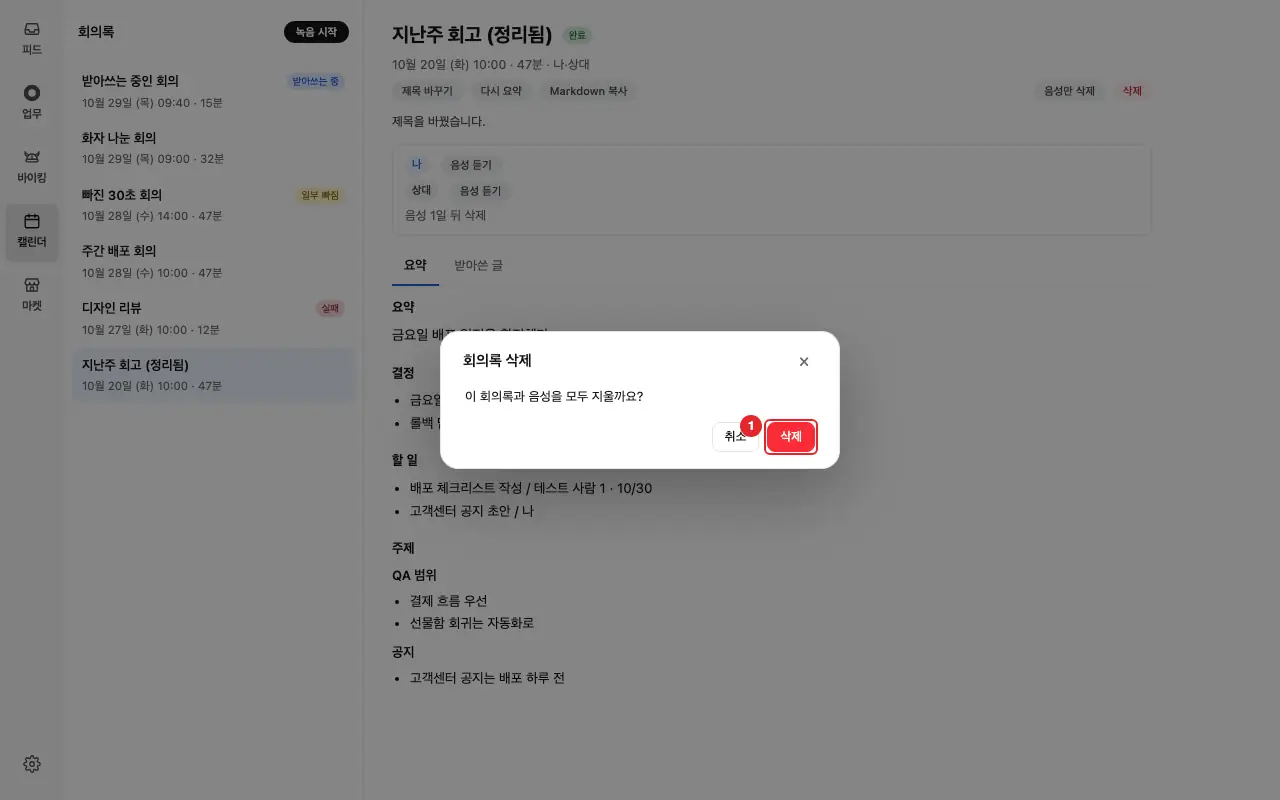 피드
업무
바이킹
캘린더
마켓
회의록
녹음 시작
받아쓰는 중인 회의
받아쓰는 중
10월 29일 (목) 09:40 · 15분
화자 나눈 회의
10월 29일 (목) 09:00 · 32분
빠진 30초 회의
일부 빠짐
10월 28일 (수) 14:00 · 47분
주간 배포 회의
10월 28일 (수) 10:00 · 47분
디자인 리뷰
실패
10월 27일 (화) 10:00 · 12분
지난주 회고 (정리됨)
10월 20일 (화) 10:00 · 47분
지난주 회고 (정리됨)
완료
10월 20일 (화) 10:00 · 47분 · 나·상대
제목 바꾸기
다시 요약
Markdown 복사
음성만 삭제
삭제
제목을 바꿨습니다.
나
음성 듣기
상대
음성 듣기
음성 1일 뒤 삭제
요약
받아쓴 글
요약
금요일
결정
• 금요일
• 롤백
할 일
• 배포 체크리스트 작성 / 테스트 사람 1 · 10/30
• 고객센터 공지 초안 / 나
주제
QA 범위
• 결제 흐름 우선
• 선물함 회귀는 자동화로
공지
• 고객센터 공지는 배포 하루 전
회의록 삭제
×
이 회의록과 음성을 모두 지울까요?
취소
1
삭제